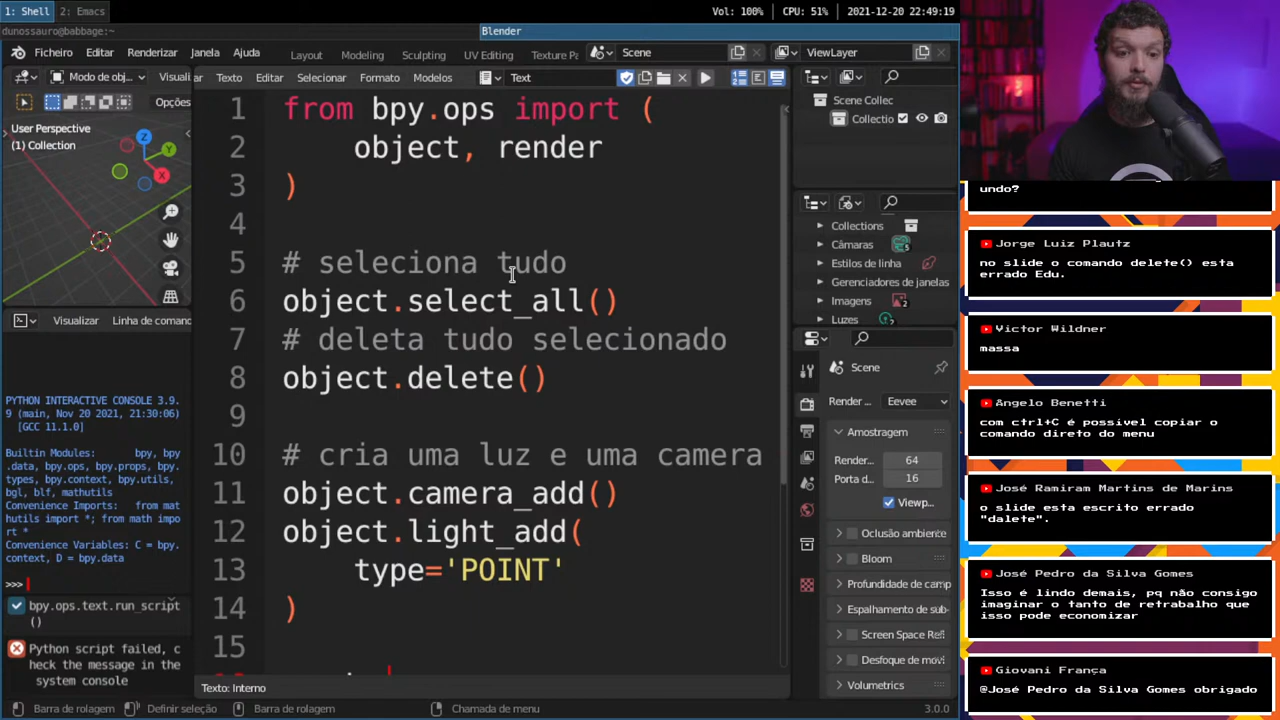 1: Shell
2: Emacs
Vol: 100%
CPU: 51%
2021-12-20 22:49:19
dunossauro@babbage:~
Blender
Ficheiro Editar Renderizar Janela Ajuda
Layout Modeling Sculpting UV Editing Texture Pa
Scene
ViewLayer
Modo de obj...
Visuali
Texto Editar Selecionar Formato Modelos
Text
Opções
User Perspective
(1) Collection
Z
Y
X
Visualizar Linha de comanc
PYTHON INTERACTIVE CONSOLE 3.9.
9 (main, Nov 20 2021, 21:30:06)
[GCC 11.1.0]
Builtin Modules: bpy, bpy
.data, bpy.ops, bpy.props, bpy.
types, bpy.context, bpy.utils,
bgl, blf, mathutils
Convenience Imports: from mat
hutils import *; from math impo
rt *
Convenience Variables: C = bpy.
context, D = bpy.data
>>>
bpy.ops.text.run_script
()
Python script failed, c
heck the message in the
system console
1 from bpy.ops import (
2 object, render
3 )
4
5 # seleciona tudo
6 object.select_all()
7 # deleta tudo selecionado
8 object.delete()
9
10 # cria uma luz e uma camera
11 object.camera_add()
12 object.light_add(
13 type='POINT'
14 )
15
Texto: Interno
Scene Collec
Collectio
Collections
Câmaras
5
Estilos de linha
Gerenciadores de janelas
Imagens
2
Luzes
Scene
Render... Eevee
Amostragem
Render... 64
Porta d... 16
Viewp...
Oclusão ambiente
Bloom
Profundidade de camp
Espalhamento de sub-
Screen Space Refl
Desfoque de movi
Volumetrics
Barra de rolagem
Definir seleção
Barra de rolagem
Chamada de menu
3.0.0
undo?
Jorge Luiz Plautz
no slide o comando delete() esta
errado Edu.
Victor Wildner
massa
Angelo Benetti
com ctrl+C é possivel copiar o
comando direto do menu
José Ramiram Martins de Marins
o slide esta escrito errado
"dalete".
José Pedro da Silva Gomes
Isso é lindo demais, pq não consigo
imaginar o tanto de retrabalho que
isso pode economizar
Giovani França
@José Pedro da Silva Gomes obrigado